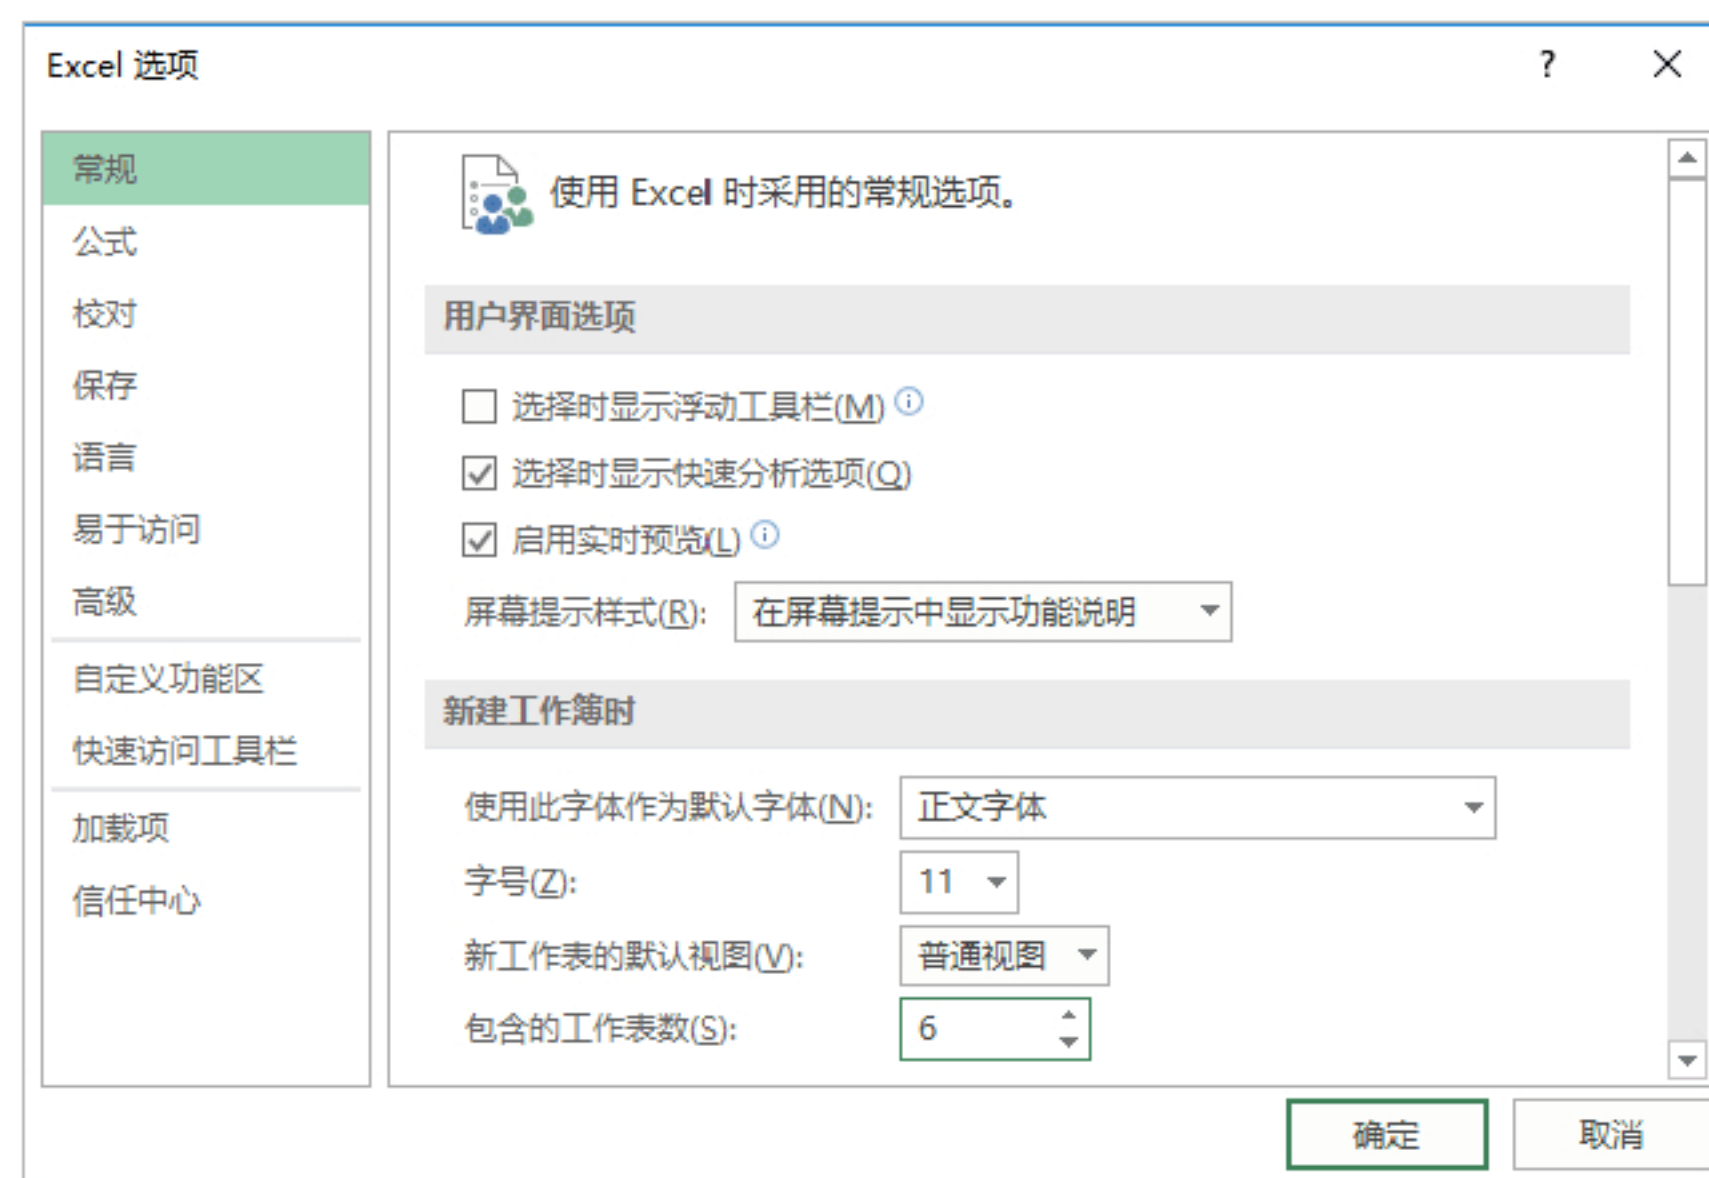 Excel 选项
?
常规
公式
校对
保存
语言
易于访问
高级
自定义功能区
快速访问工具栏
加载项
信任中心
使用 Excel 时采用的常规选项。
用户界面选项
选择时显示浮动工具栏(M)
选择时显示快速分析选项(Q)
启用实时预览(L)
屏幕提示样式(R): 在屏幕提示中显示功能说明
新建工作簿时
使用此字体作为默认字体(N): 正文字体
字号(Z): 11
新工作表的默认视图(V): 普通视图
包含的工作表数(S): 6
确定 取消